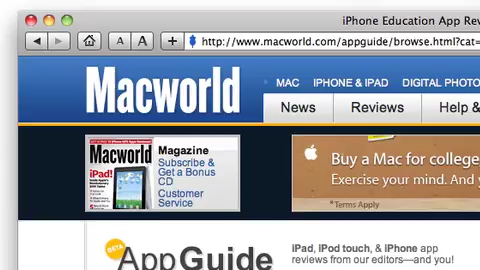 iPhone Education App Rev
A A http://www.macworld.com/appguide/browse.html?cat=
Macworld
MAC IPHONE & IPAD DIGITAL PHOTO
News Reviews Help &
Macworld
iPad!
Magazine
Subscribe &
Get a Bonus
CD
Customer
Service
Buy a Mac for college
Exercise your mind. And y
*Terms Apply
BETA
AppGuide
iPad, iPod touch, & iPhone app
reviews from our editors—and you!